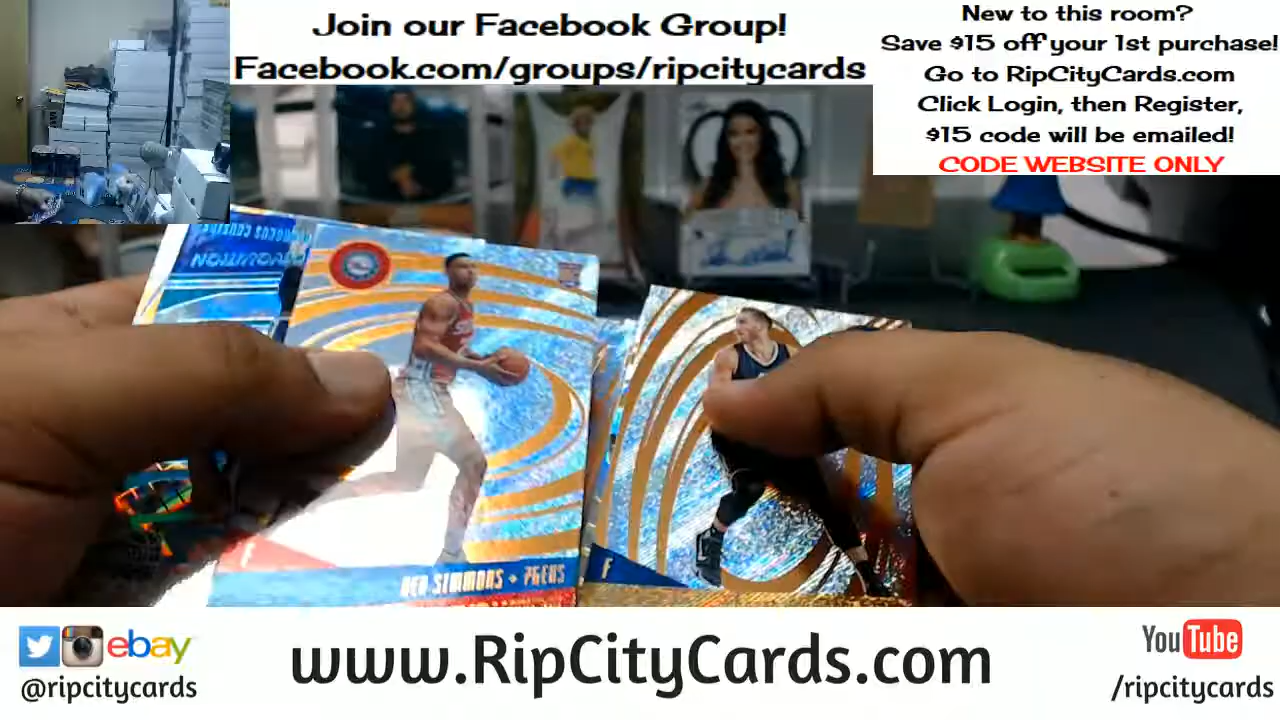 Join our Facebook Group!
Facebook.com/groups/ripcitycards
New to this room?
Save $15 off your 1st purchase!
Go to RipCityCards.com
Click Login, then Register,
$15 code will be emailed!
CODE WEBSITE ONLY
REVOLUTION
F
BEN SIMMONS • 76ERS
F
ebay
@ripcitycards
www.RipCityCards.com
YouTube
/ripcitycards